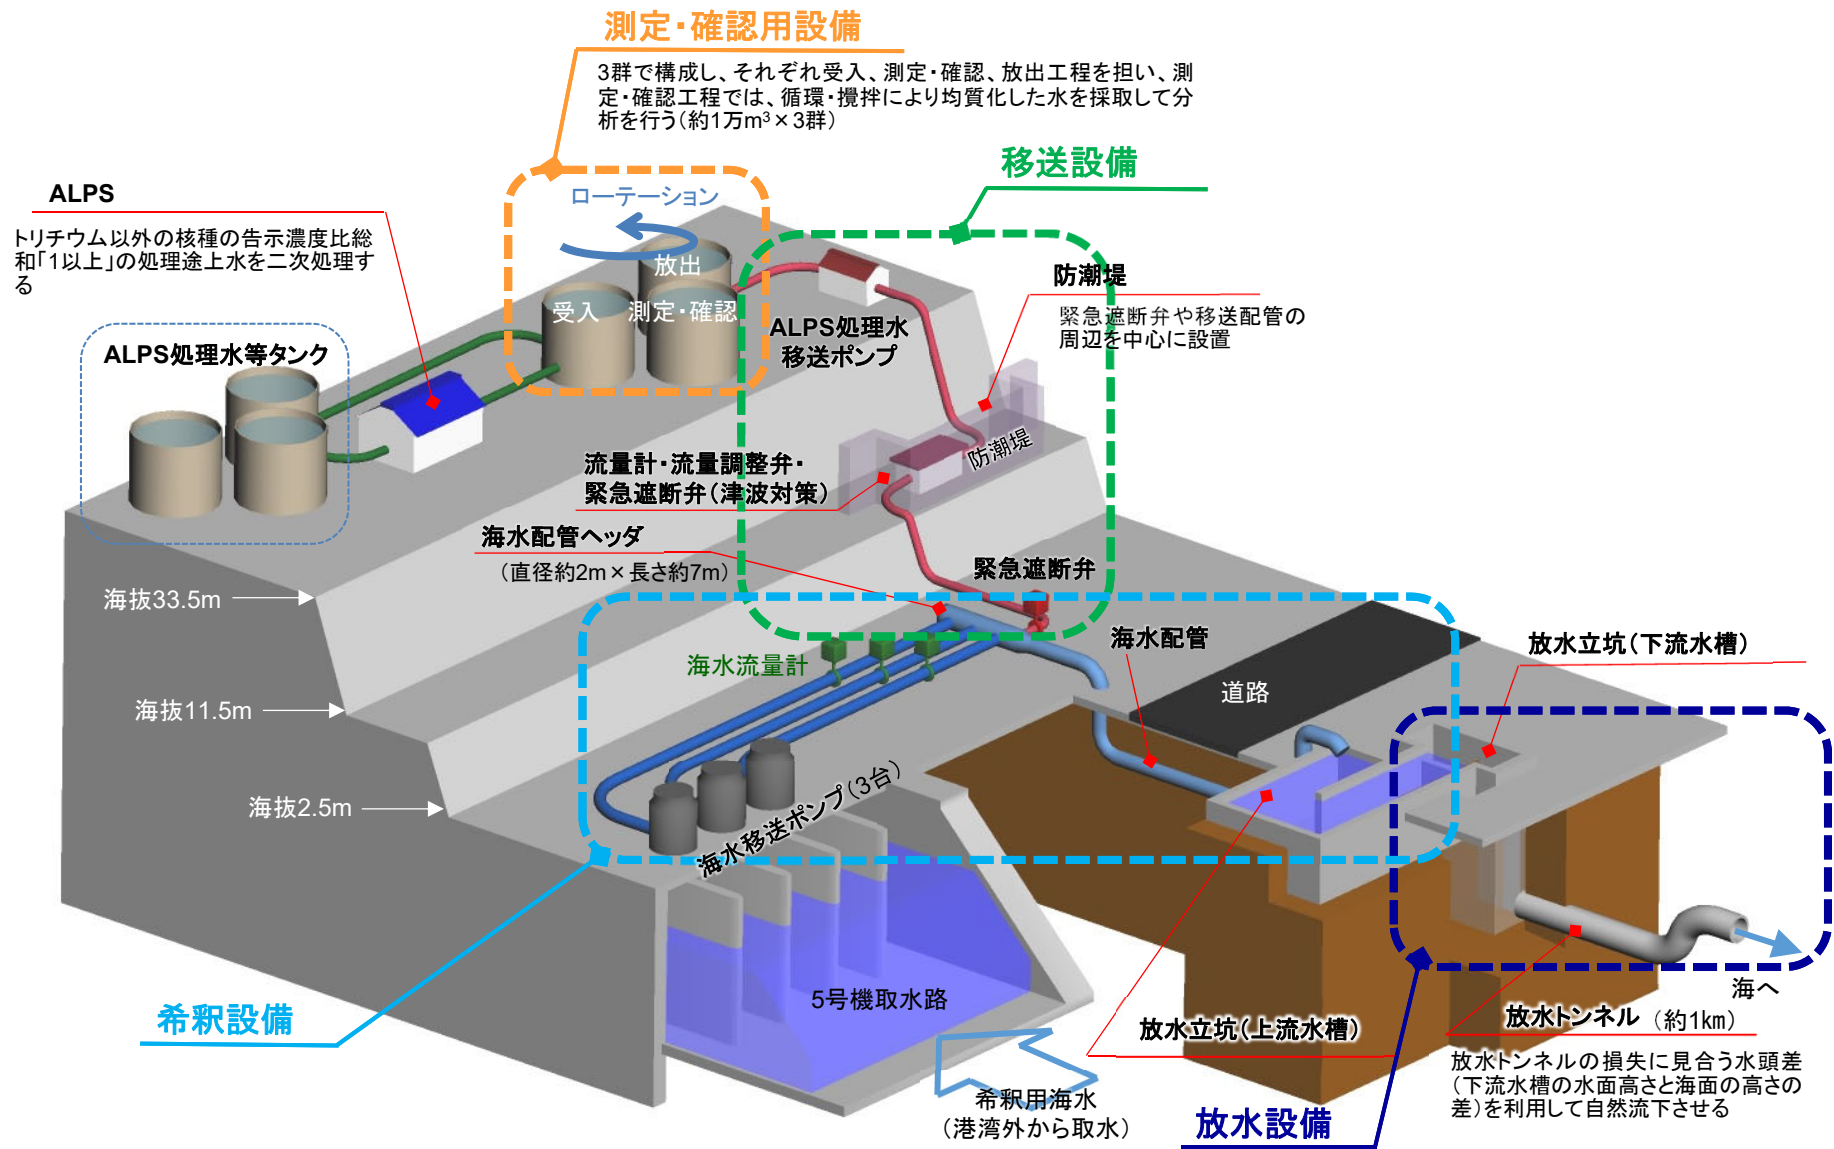 測定・確認用設備
3群で構成し、それぞれ受入、測定・確認、放出工程を担い、測
定・確認工程では、循環・攪拌により均質化した水を採取して分
析を行う（約1万m³×3群）
移送設備
ALPS
トリチウム以外の核種の告示濃度比総
和「1以上」の処理途上水を二次処理す
る
ローテーション
放出
受入
測定・確認
防潮堤
緊急遮断弁や移送配管の
周辺を中心に設置
ALPS処理水等タンク
ALPS処理水
移送ポンプ
防潮堤
流量計・流量調整弁・
緊急遮断弁（津波対策）
海水配管ヘッダ
（直径約2m×長さ約7m）
緊急遮断弁
海抜33.5m
海水配管
放水立坑（下流水槽）
海水流量計
道路
海抜11.5m
海抜2.5m
海水移送ポンプ（3台）
5号機取水路
海へ
希釈設備
放水立坑（上流水槽）
放水トンネル（約1km）
放水トンネルの損失に見合う水頭差
（下流水槽の水面高さと海面の高さの
差）を利用して自然流下させる
希釈用海水
（港湾外から取水）
放水設備